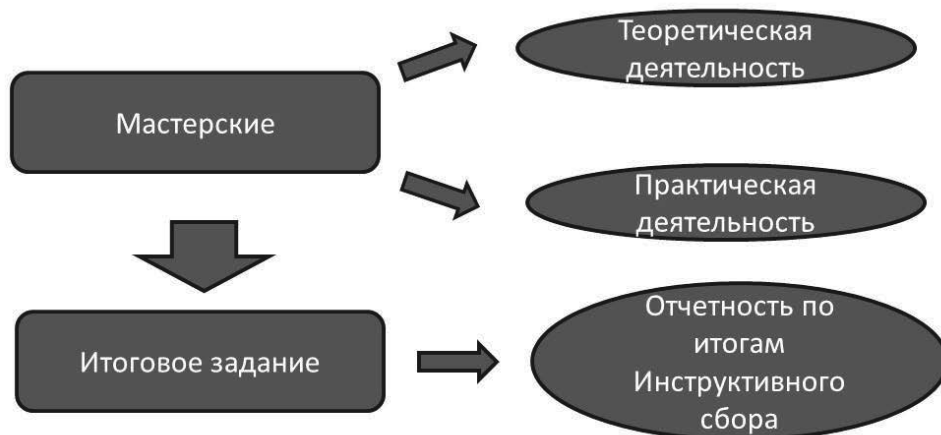 Теоретическая
деятельность
Мастерские
Практическая
деятельность
Итоговое задание
Отчетность по
итогам
Инструктивного
сбора